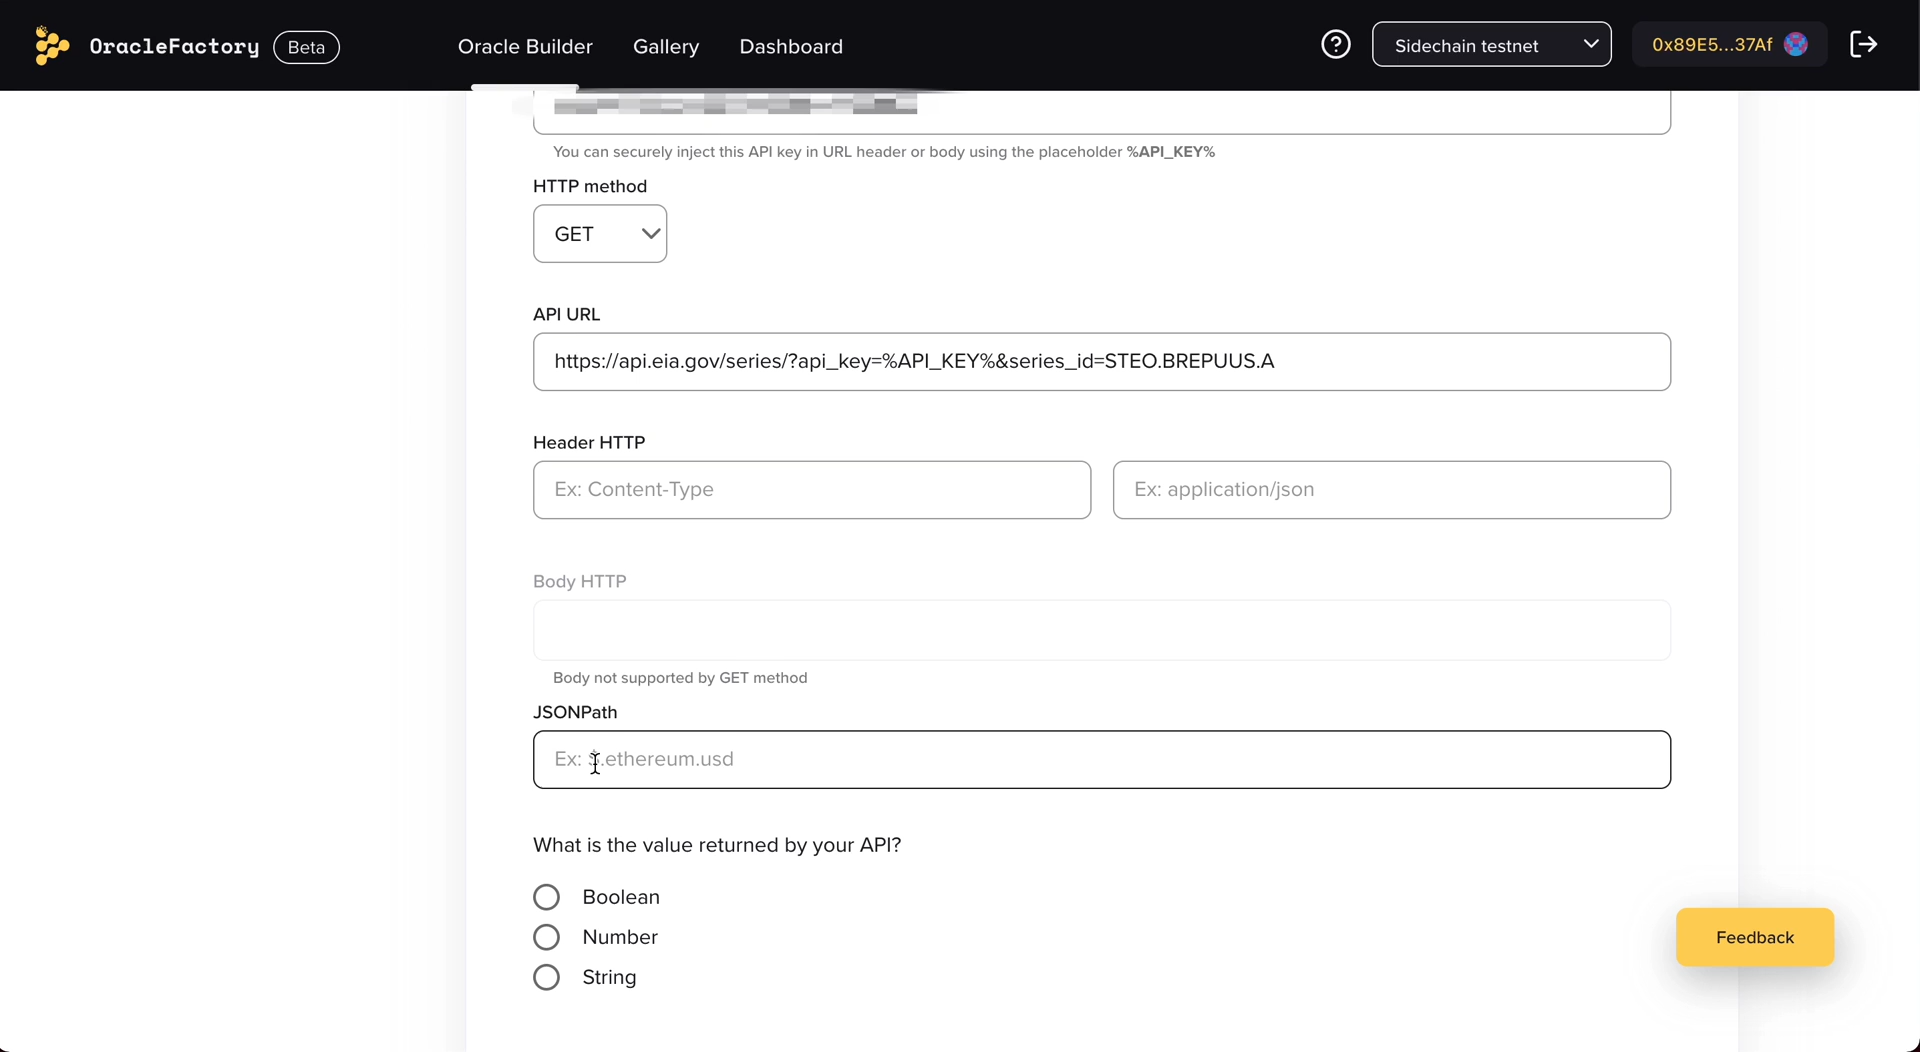 OracleFactory Beta Oracle Builder Gallery Dashboard Sidechain testnet 0x89E5...37Af
You can securely inject this API key in URL header or body using the placeholder %API_KEY%
HTTP method
GET
API URL
https://api.eia.gov/series/?api_key=%API_KEY%&series_id=STEO.BREPUUS.A
Header HTTP
Ex: Content-Type Ex: application/json
Body HTTP
Body not supported by GET method
JSONPath
Ex: $.ethereum.usd
What is the value returned by your API?
Boolean
Number
String
Feedback